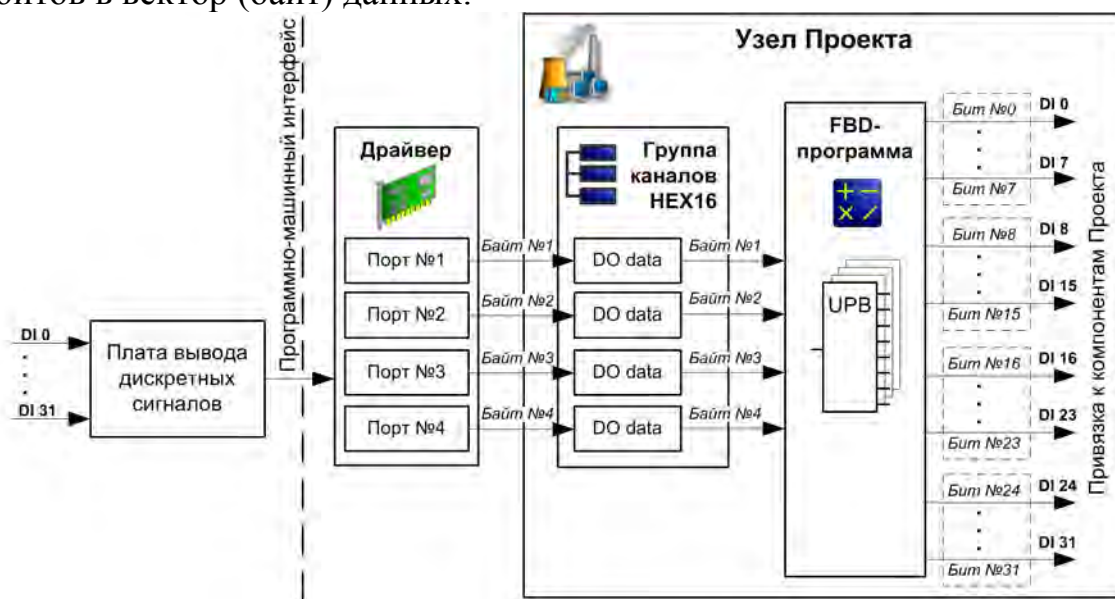 битов в вектор (байт) данных.
Программно-машинный интерфейс
Узел Проекта
Драйвер
Группа
каналов
HEX16
FBD-
программа
Бит №0
DI 0
DI 7
Бит №7
Бит №8
DI 8
DI 15
Бит №15
Бит №16
DI 16
DI 23
Бит №23
Бит №24
DI 24
DI 31
Бит №31
Порт №1
Байт №1
DO data
Байт №1
Порт №2
Байт №2
DO data
Байт №2
Порт №3
Байт №3
DO data
Байт №3
Порт №4
Байт №4
DO data
Байт №4
UPB
DI 0
DI 31
Плата вывода
дискретных
сигналов
Привязка к компонентам Проекта